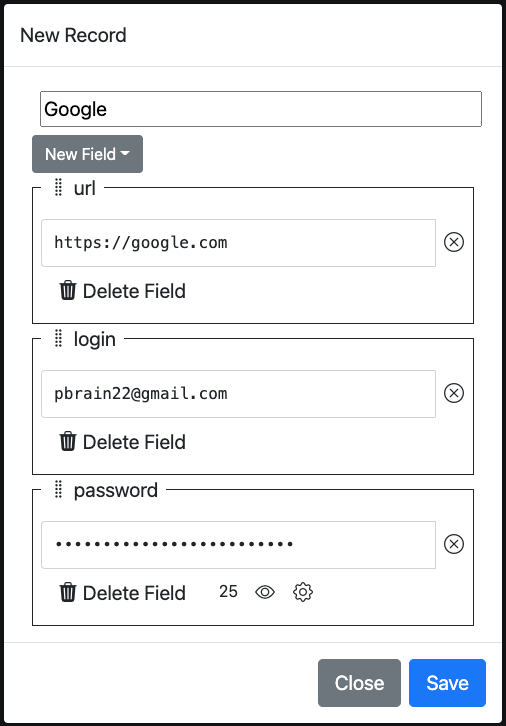 New Record
Google
New Field
url
https://google.com
Delete Field
login
pbrain22@gmail.com
Delete Field
password
•••••••••••••••••••••••••
Delete Field 25
Close Save